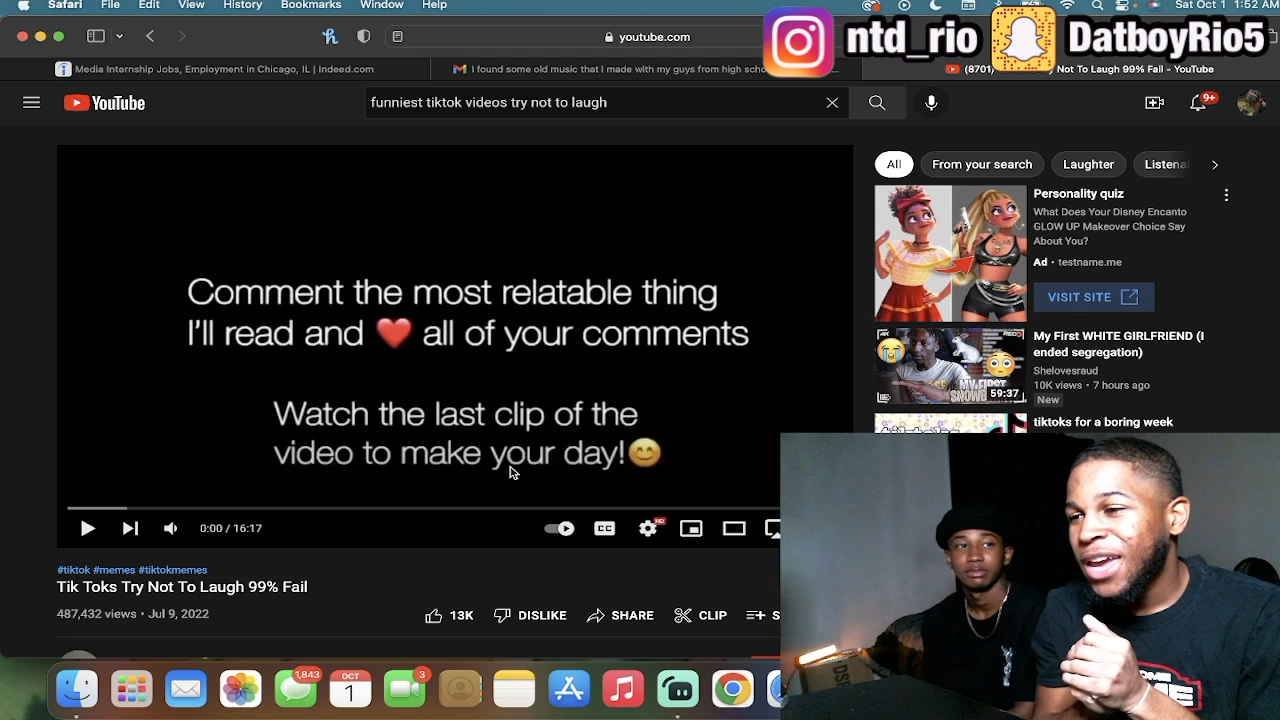 Safari File Edit View History Bookmarks Window Help
Sat Oct 1 1:52 AM
ntd_rio
DatboyRio5
youtube.com
Media Internship Jobs, Employment in Chicago, IL | Indeed.com
I found some old music that I made with my guys from high
(8701)
Not To Laugh 99% Fail - YouTube
YouTube
funniest tiktok videos try not to laugh
9+
Comment the most relatable thing
I'll read and ❤️ all of your comments
Watch the last clip of the
video to make your day!😊
0:00 / 16:17
CC
HD
#tiktok #memes #tiktokmemes
Tik Toks Try Not To Laugh 99% Fail
487,432 views • Jul 9, 2022
13K
DISLIKE
SHARE
CLIP
All
From your search
Laughter
Personality quiz
What Does Your Disney Encanto
GLOW UP Makeover Choice Say
About You?
Ad • testname.me
VISIT SITE
My First WHITE GIRLFRIEND (I
ended segregation)
Shelovesraud
10K views • 7 hours ago
New
59:37
tiktoks for a boring week
1,843
OCT
1
3